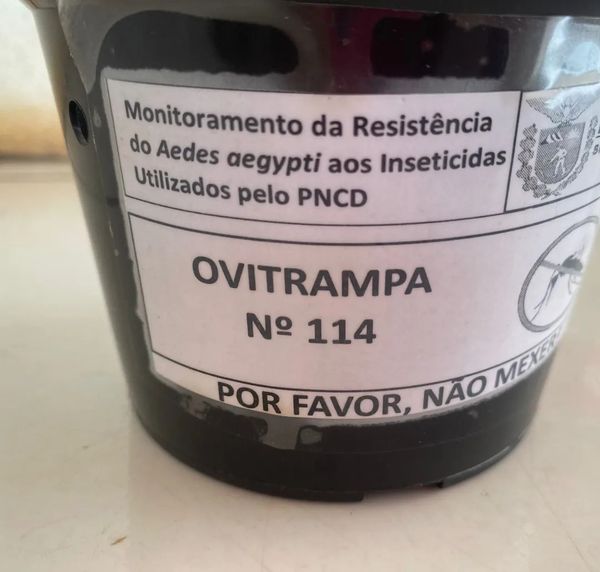 Monitoramento da Resistência
do Aedes aegypti aos Inseticidas
Utilizados pelo PNCD
OVITRAMPA
Nº 114
POR FAVOR, NÃO MEXER